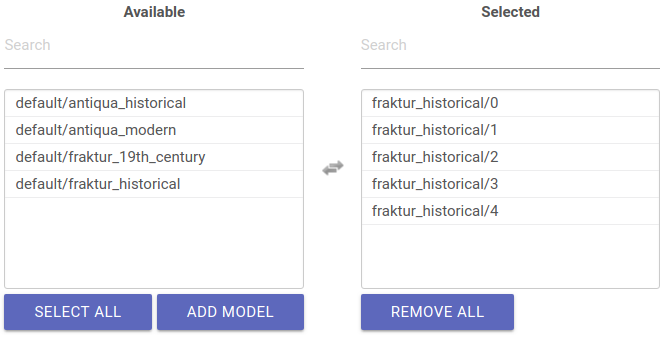 Available
Search
default/antiqua_historical
default/antiqua_modern
default/fraktur_19th_century
default/fraktur_historical
SELECT ALL
ADD MODEL
Selected
Search
fraktur_historical/0
fraktur_historical/1
fraktur_historical/2
fraktur_historical/3
fraktur_historical/4
REMOVE ALL